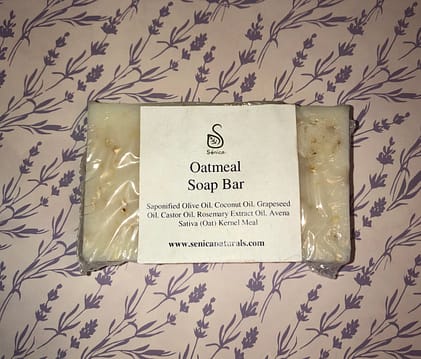 Sénica
Oatmeal
Soap Bar
Saponified Olive Oil, Coconut Oil, Grapeseed
Oil, Castor Oil, Rosemary Extract Oil, Avena
Sativa (Oat) Kernel Meal
www.senicanaturals.com